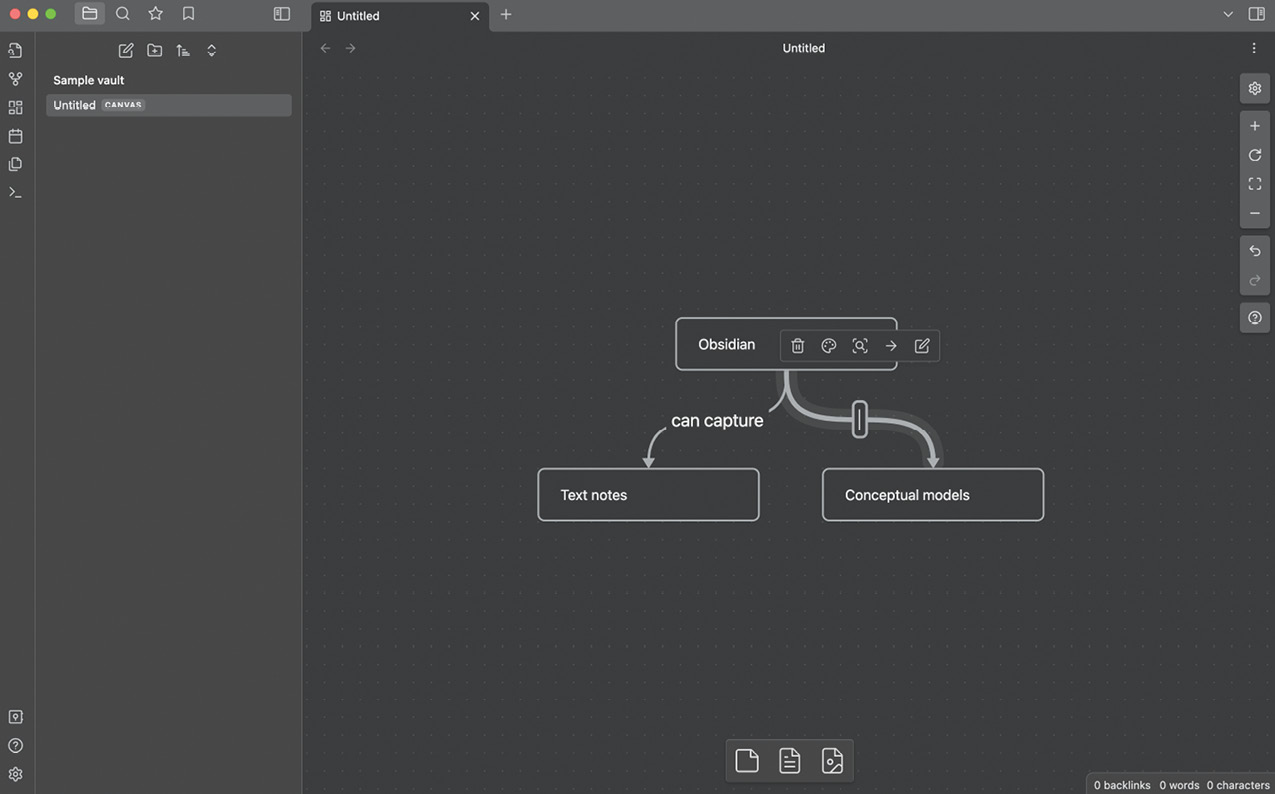 Untitled
Untitled
Sample vault
Untitled CANVAS
Obsidian
can capture
Text notes
Conceptual models
0 backlinks 0 words 0 characters